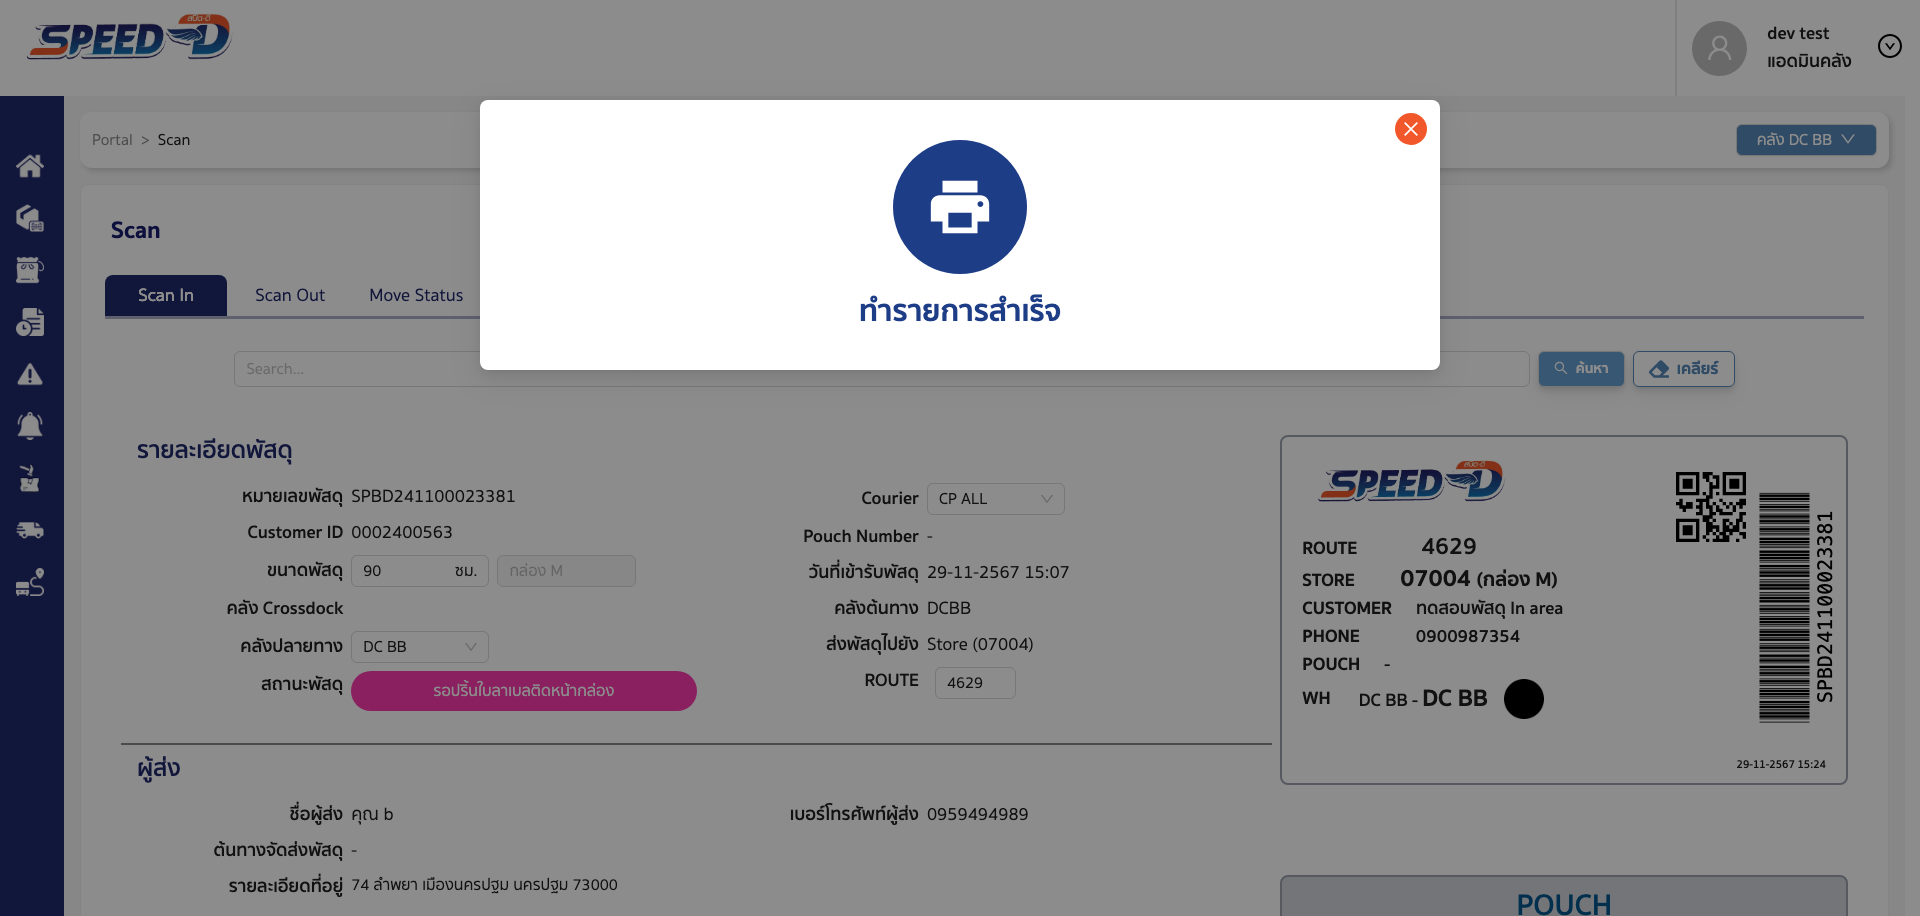 SPEED-D
สปีด-ดี
dev test
แอดมินคลัง
Portal > Scan
คลัง DC BB
Scan
Scan In
Scan Out
Move Status
ทำรายการสำเร็จ
Search...
ค้นหา
เคลียร์
รายละเอียดพัสดุ
หมายเลขพัสดุ SPBD241100023381
Customer ID 0002400563
ขนาดพัสดุ 90 ซม. กล่อง M
คลัง Crossdock
คลังปลายทาง DC BB
สถานะพัสดุ รอปริ้นใบลาเบลติดหน้ากล่อง
Courier CP ALL
Pouch Number -
วันที่เข้ารับพัสดุ 29-11-2567 15:07
คลังต้นทาง DCBB
ส่งพัสดุไปยัง Store (07004)
ROUTE 4629
SPEED-D
สปีด-ดี
ROUTE 4629
STORE 07004 (กล่อง M)
CUSTOMER ทดสอบพัสดุ In area
PHONE 0900987354
POUCH -
WH DC BB - DC BB
SPBD241100023381
29-11-2567 15:24
ผู้ส่ง
ชื่อผู้ส่ง คุณ b
เบอร์โทรศัพท์ผู้ส่ง 0959494989
ต้นทางจัดส่งพัสดุ -
รายละเอียดที่อยู่ 74 ลำพยา เมืองนครปฐม นครปฐม 73000
POUCH